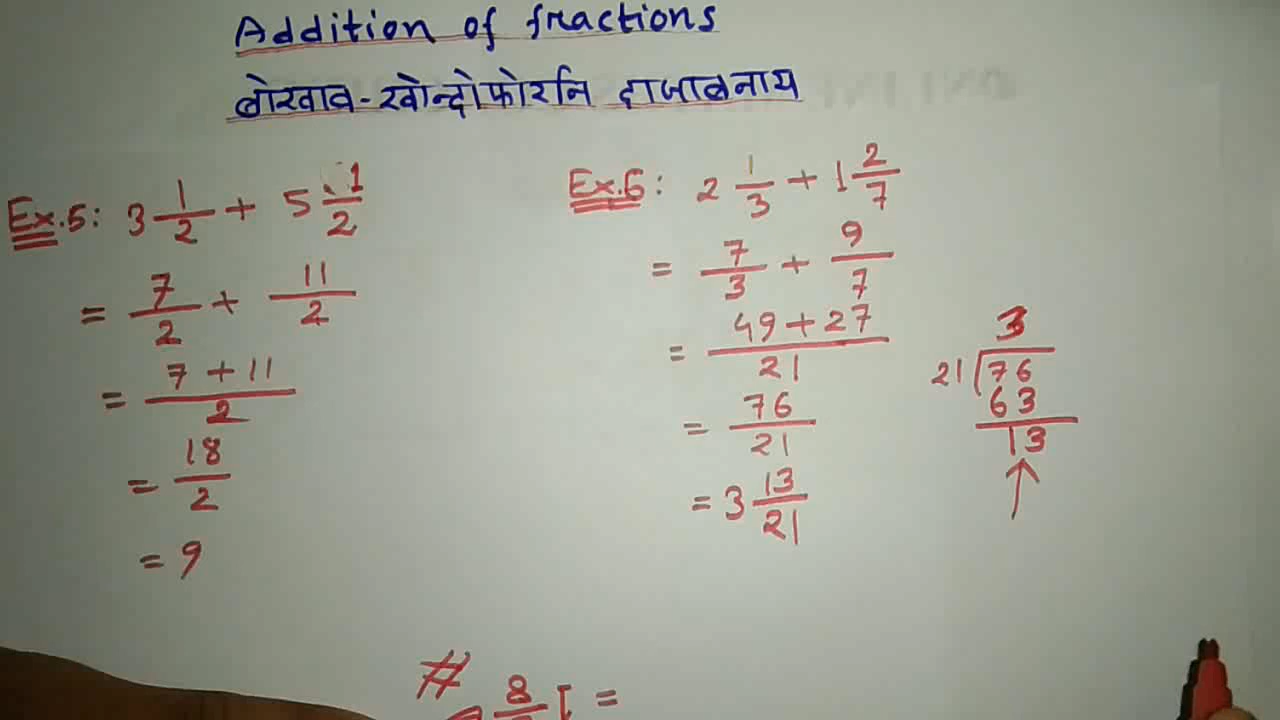 Addition of fractions
बोखाव-खोन्दोफोरनि दाजाबनाय
Ex.5: 3 1/2 + 5 1/2
= 7/2 + 11/2
= 7 + 11/2
= 18/2
= 9
Ex.6: 2 1/3 + 1 2/7
= 7/3 + 9/7
= 49 + 27/21
= 76/21
= 3 13/21
3
21 76
63
13
# 8
=